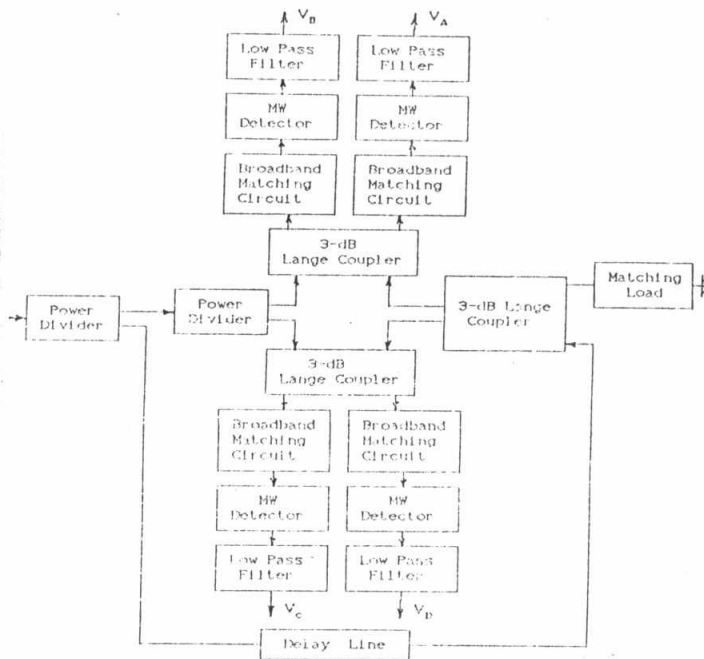 V_B
V_A
Low Pass
Filter
Low Pass
Filter
MW
Detector
MW
Detector
Broadband
Matching
Circuit
Broadband
Matching
Circuit
3-dB
Lange Coupler
Matching
Load
Power
Divider
Power
Divider
3-dB Lange
Coupler
3-dB
Lange Coupler
Broadband
Matching
Circuit
Broadband
Matching
Circuit
MW
Detector
MW
Detector
Low Pass
Filter
Low Pass
Filter
V_C
V_D
Delay Line